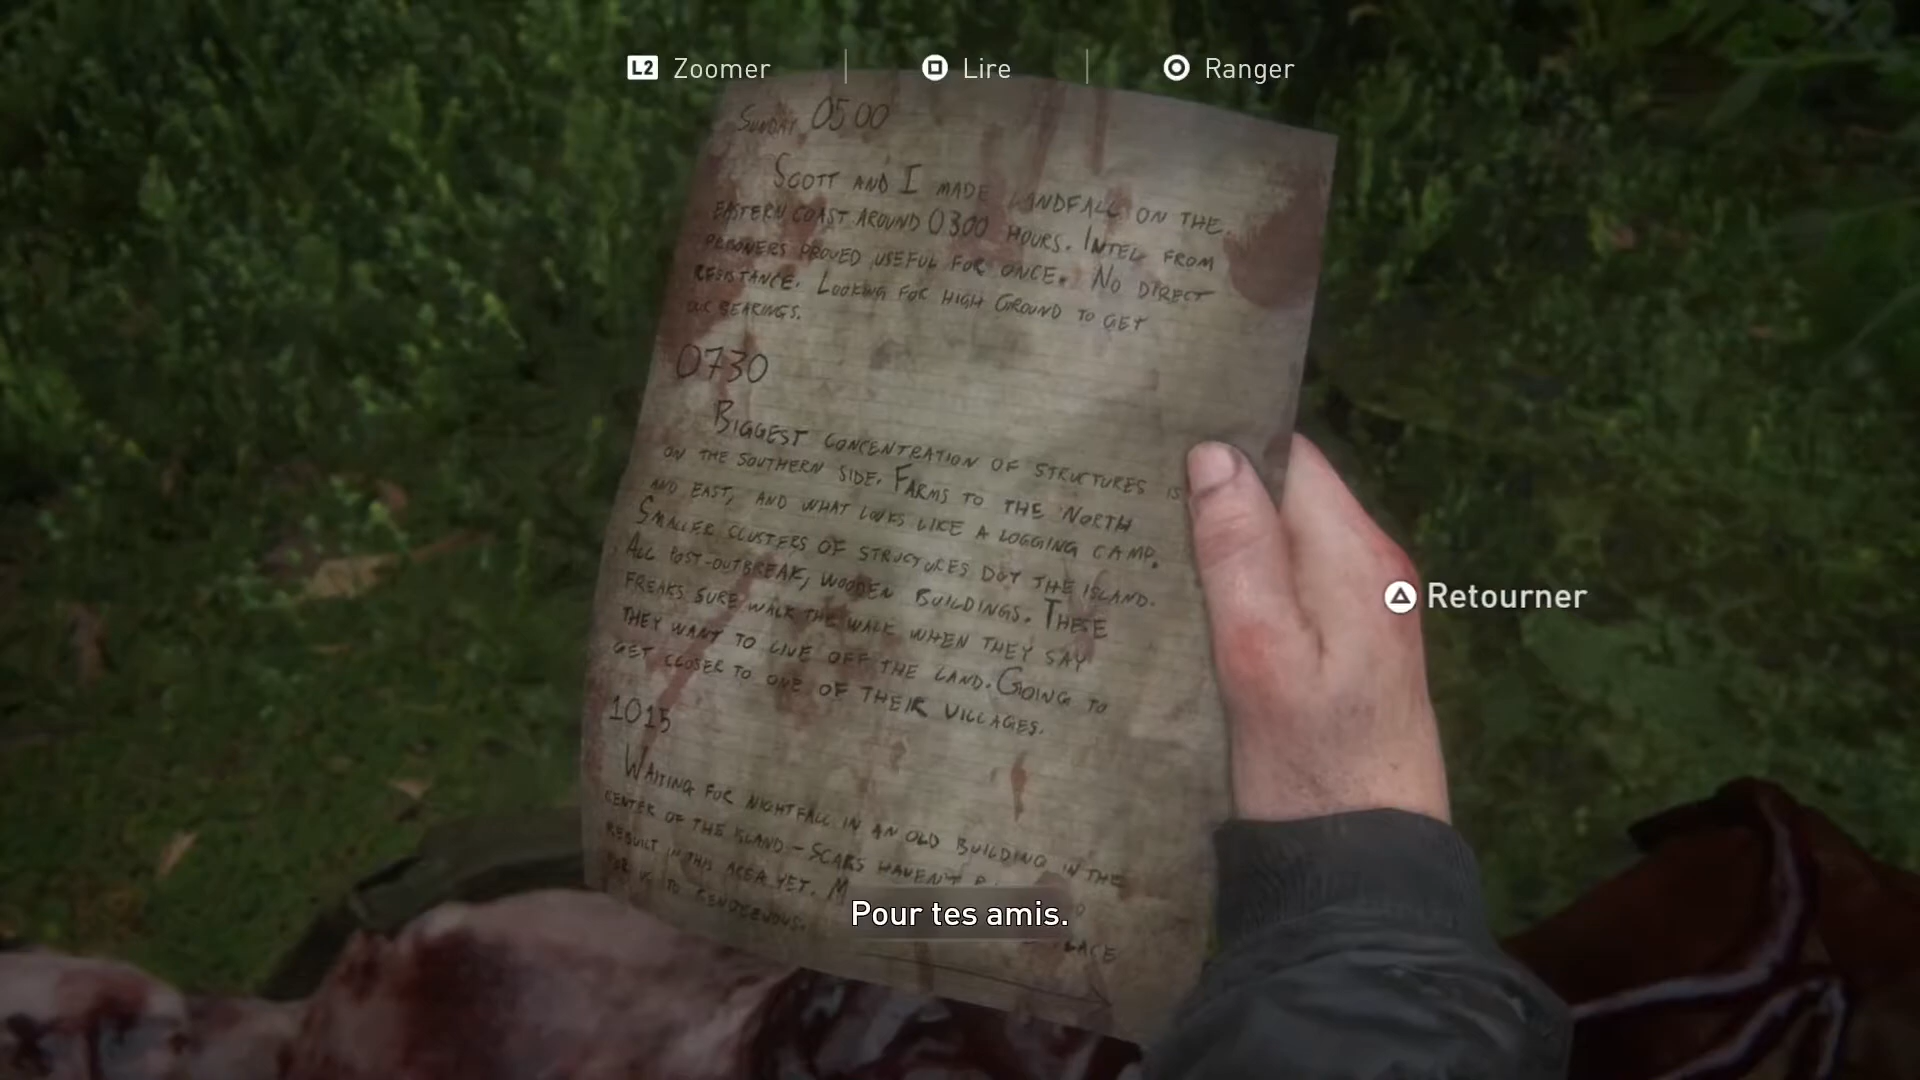 L2 Zoomer
Lire
Ranger
SUNDAY 0500
SCOTT AND I MADE LANDFALL ON THE
EASTERN COAST AROUND 0300 HOURS. INTEL FROM
PRISONERS PROVED USEFUL FOR ONCE. NO DIRECT
RESISTANCE. LOOKING FOR HIGH GROUND TO GET
OUR BEARINGS.
0730
BIGGEST CONCENTRATION OF STRUCTURES IS
ON THE SOUTHERN SIDE. FARMS TO THE NORTH
AND EAST, AND WHAT LOOKS LIKE A LOGGING CAMP.
SMALLER CLUSTERS OF STRUCTURES DOT THE ISLAND.
ALL POST-OUTBREAK, WOODEN BUILDINGS. THESE
FREAKS SURE WALK THE WALK WHEN THEY SAY
THEY WANT TO LIVE OFF THE LAND. GOING TO
GET CLOSER TO ONE OF THEIR VILLAGES.
Retourner
1015
WAITING FOR NIGHTFALL IN AN OLD BUILDING IN THE
CENTER OF THE ISLAND - SCARS HAVEN'T
REBUILT IN THIS AREA YET.
FOR US TO RENDEZVOUS.
Pour tes amis.